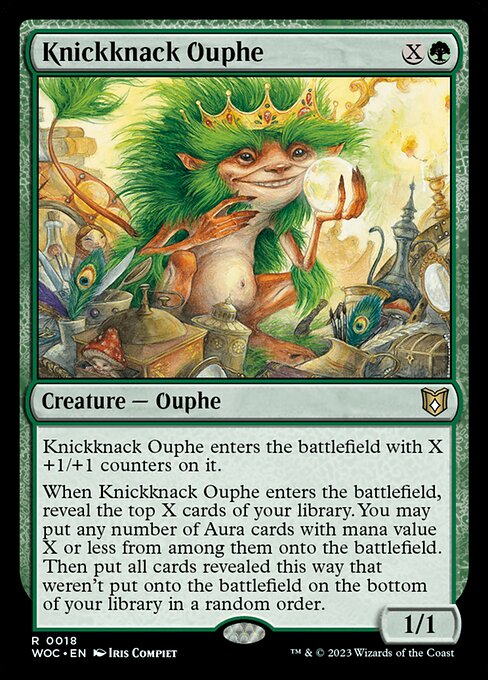 Knickknack Ouphe X
Creature — Ouphe
Knickknack Ouphe enters the battlefield with X
+1/+1 counters on it.
When Knickknack Ouphe enters the battlefield,
reveal the top X cards of your library. You may
put any number of Aura cards with mana value
X or less from among them onto the battlefield.
Then put all cards revealed this way that
weren't put onto the battlefield on the bottom
of your library in a random order.
1/1
R 0018
WOC • EN Iris Compiet
™ & © 2023 Wizards of the Coast